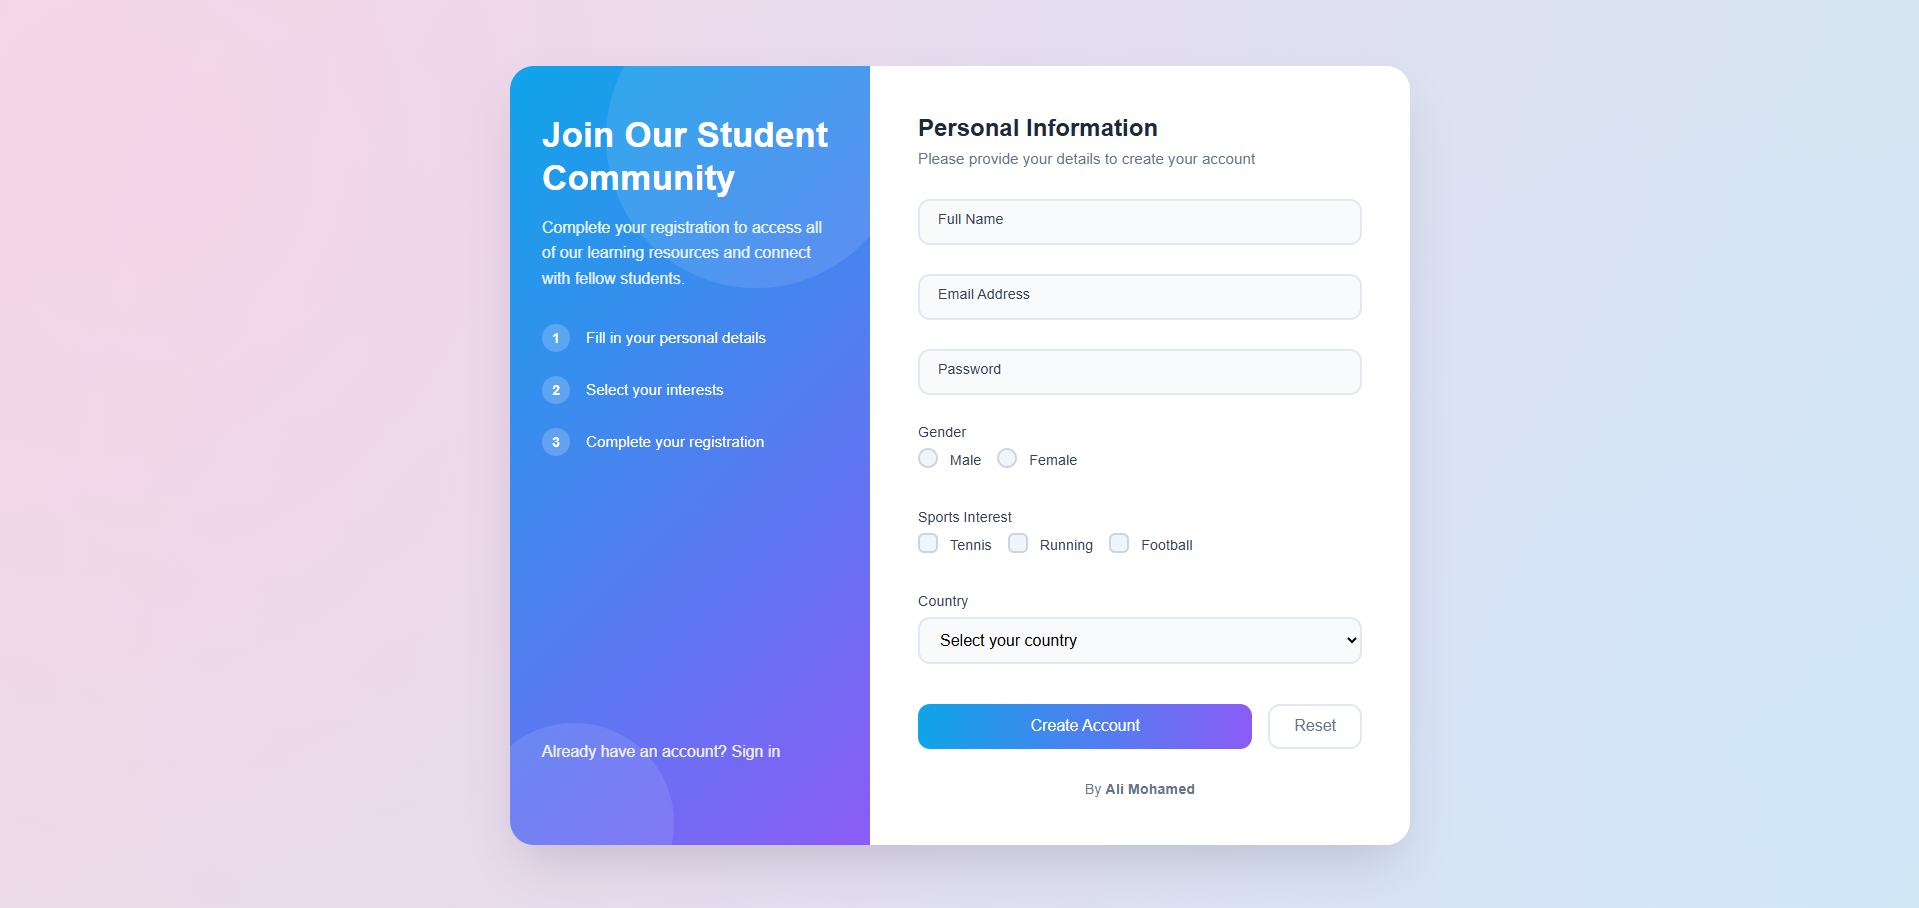 Join Our Student
Community
Complete your registration to access all
of our learning resources and connect
with fellow students.
1 Fill in your personal details
2 Select your interests
3 Complete your registration
Already have an account? Sign in
Personal Information
Please provide your details to create your account
Full Name
Email Address
Password
Gender
Male Female
Sports Interest
Tennis Running Football
Country
Select your country
Create Account Reset
By Ali Mohamed